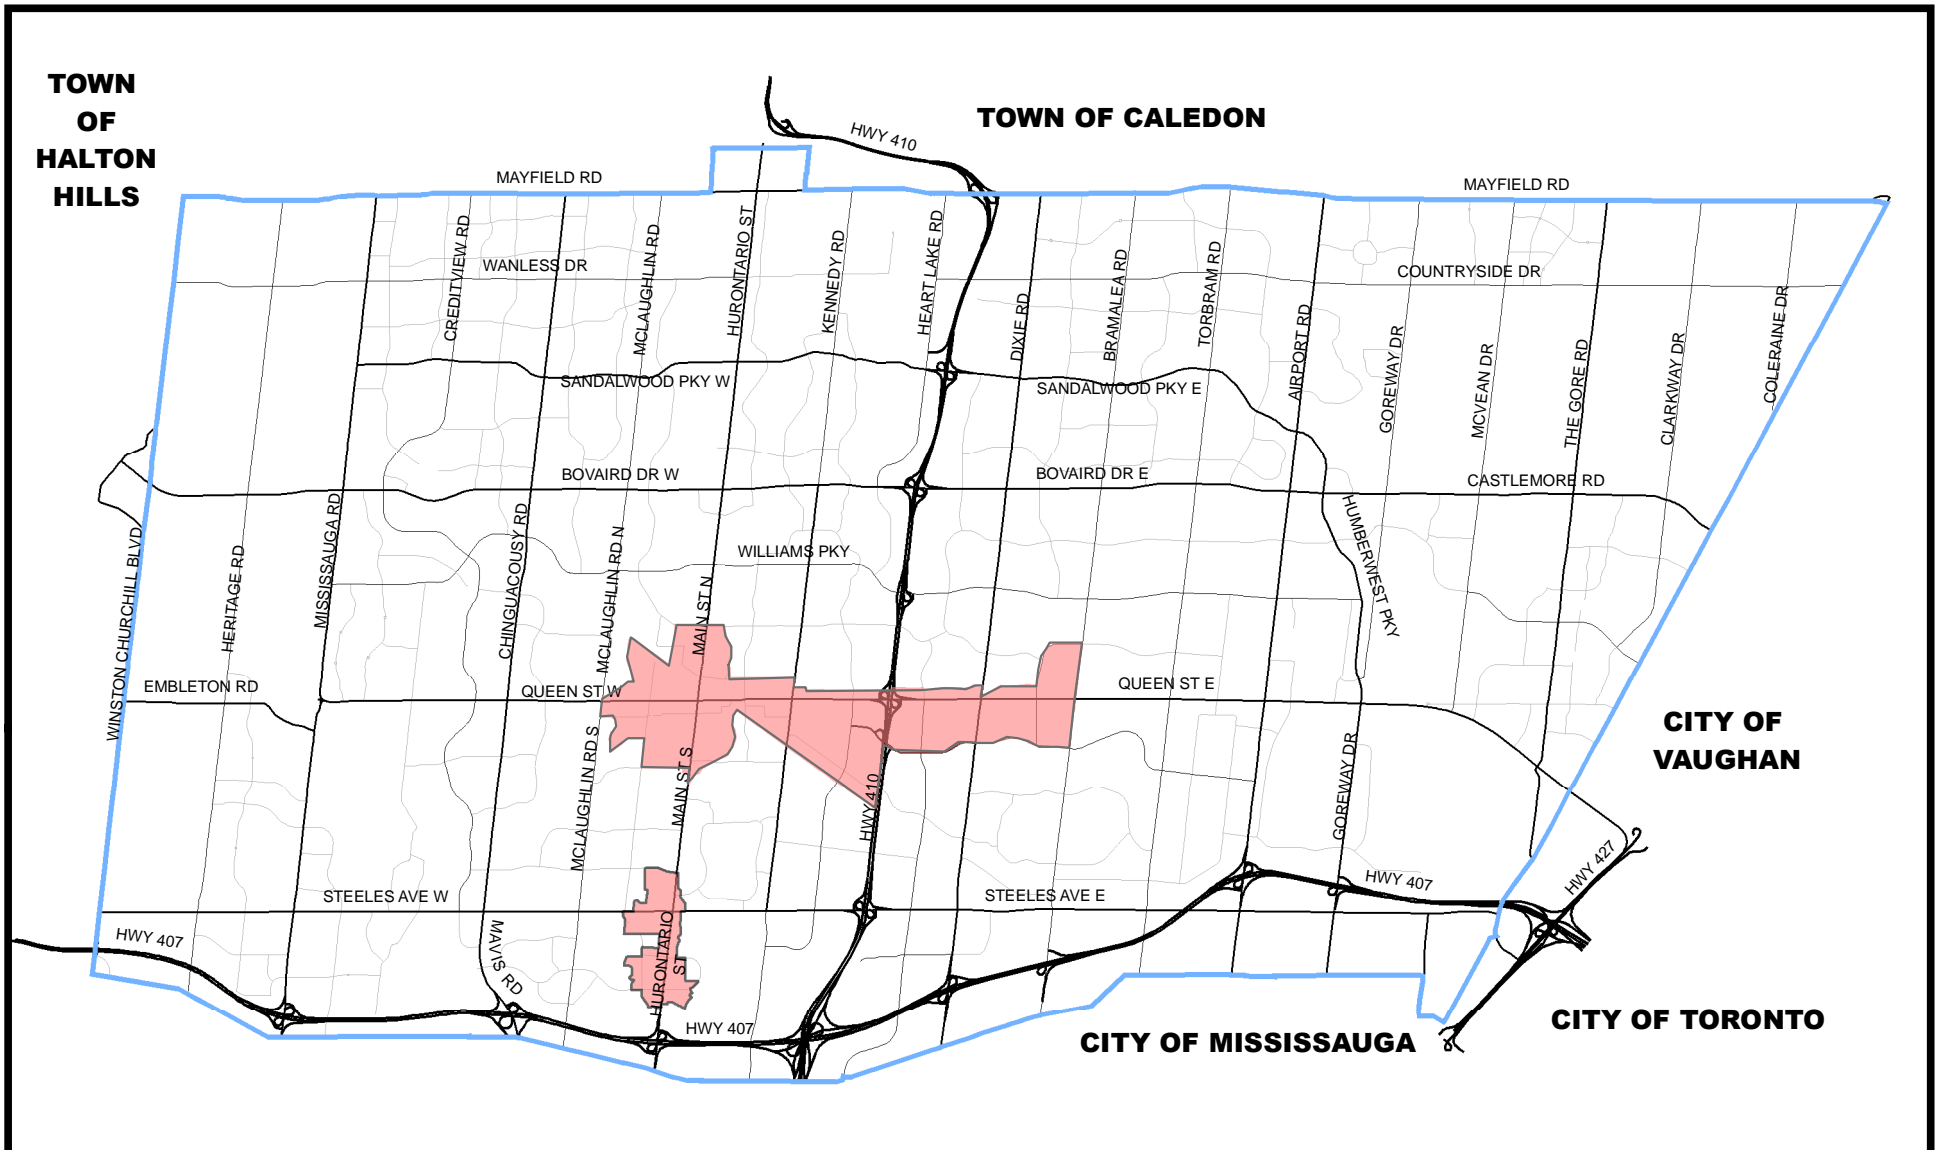 TOWN
OF
HALTON
HILLS
TOWN OF CALEDON
HWY 410
MAYFIELD RD
MAYFIELD RD
CREDITVIEW RD
WANLESS DR
MCLAUGHLIN RD
HURONTARIO ST
KENNEDY RD
HEART LAKE RD
DIXIE RD
BRAMALEA RD
TORBRAM RD
AIRPORT RD
COUNTRYSIDE DR
GOREWAY DR
MCVEAN DR
THE GORE RD
CLARKWAY DR
COLERAINE DR
SANDALWOOD PKY W
SANDALWOOD PKY E
BOVAIRD DR W
BOVAIRD DR E
CASTLEMORE RD
WINSTON CHURCHILL BLVD
HERITAGE RD
MISSISSAUGA RD
CHINGUACOUSY RD
MCLAUGHLIN RD N
WILLIAMS PKY
MAIN ST N
HUMBERWEST PKY
EMBLETON RD
QUEEN ST W
QUEEN ST E
CITY OF
VAUGHAN
MCLAUGHLIN RD S
MAIN ST S
HWY 410
GOREWAY DR
HWY 427
STEELES AVE W
STEELES AVE E
HWY 407
HWY 407
MAVIS RD
HURONTARIO
ST
HWY 407
CITY OF MISSISSAUGA
CITY OF TORONTO